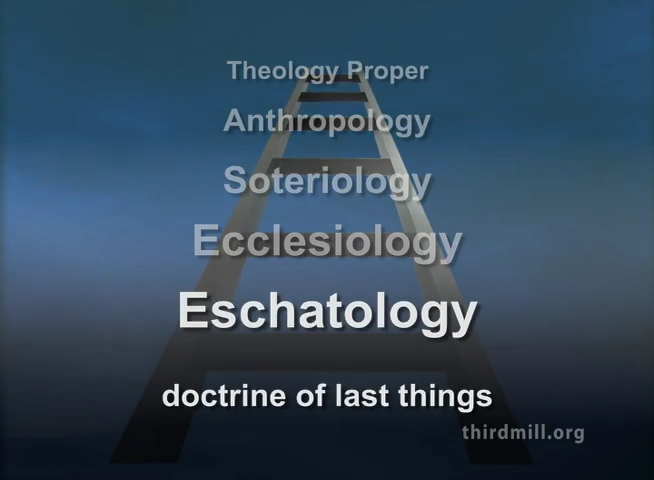 Theology Proper
Anthropology
Soteriology
Ecclesiology
Eschatology
doctrine of last things
thirdmill.org